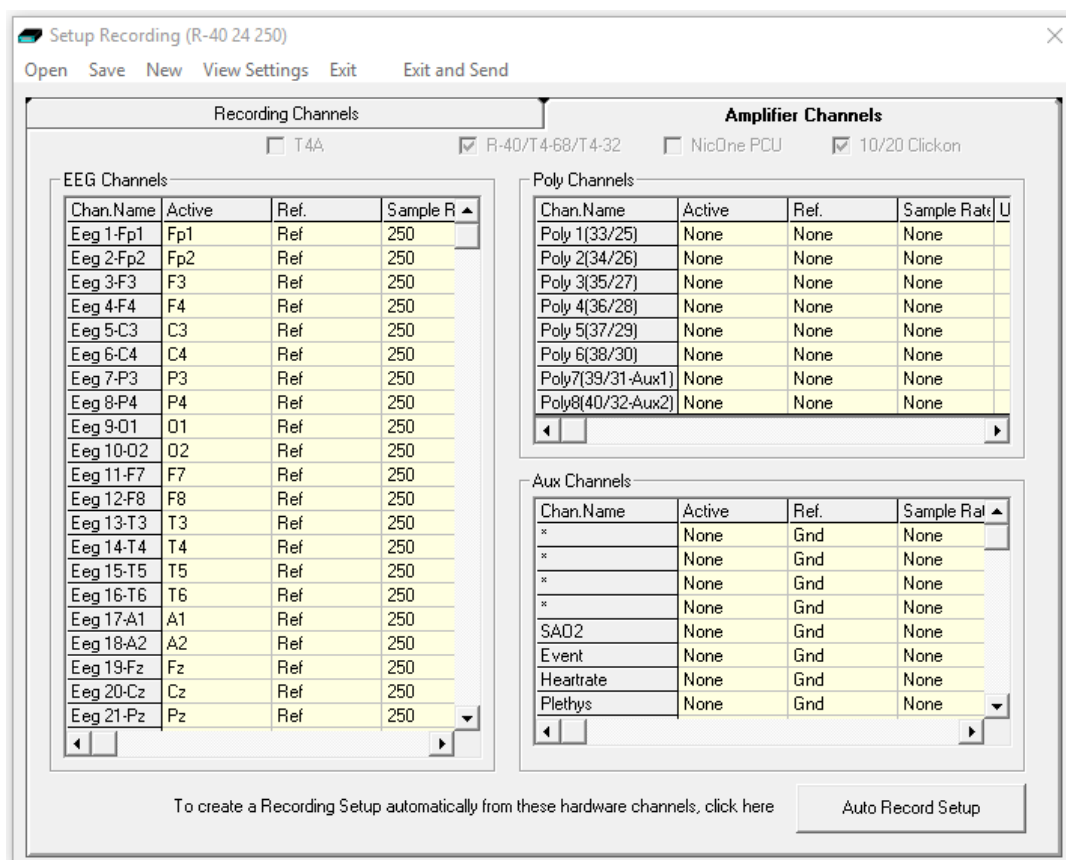 Setup Recording (R-40 24 250)
Open Save New View Settings Exit Exit and Send
Recording Channels Amplifier Channels
T4A R-40/T4-68/T4-32 NicOne PCU 10/20 Clickon
EEG Channels
Chan.Name Active Ref. Sample R
Eeg 1-Fp1 Fp1 Ref 250
Eeg 2-Fp2 Fp2 Ref 250
Eeg 3-F3 F3 Ref 250
Eeg 4-F4 F4 Ref 250
Eeg 5-C3 C3 Ref 250
Eeg 6-C4 C4 Ref 250
Eeg 7-P3 P3 Ref 250
Eeg 8-P4 P4 Ref 250
Eeg 9-O1 O1 Ref 250
Eeg 10-O2 O2 Ref 250
Eeg 11-F7 F7 Ref 250
Eeg 12-F8 F8 Ref 250
Eeg 13-T3 T3 Ref 250
Eeg 14-T4 T4 Ref 250
Eeg 15-T5 T5 Ref 250
Eeg 16-T6 T6 Ref 250
Eeg 17-A1 A1 Ref 250
Eeg 18-A2 A2 Ref 250
Eeg 19-Fz Fz Ref 250
Eeg 20-Cz Cz Ref 250
Eeg 21-Pz Pz Ref 250
Poly Channels
Chan.Name Active Ref. Sample Rate U
Poly 1(33/25) None None None
Poly 2(34/26) None None None
Poly 3(35/27) None None None
Poly 4(36/28) None None None
Poly 5(37/29) None None None
Poly 6(38/30) None None None
Poly7(39/31-Aux1) None None None
Poly8(40/32-Aux2) None None None
Aux Channels
Chan.Name Active Ref. Sample Rat
* None Gnd None
* None Gnd None
* None Gnd None
* None Gnd None
SAO2 None Gnd None
Event None Gnd None
Heartrate None Gnd None
Plethys None Gnd None
To create a Recording Setup automatically from these hardware channels, click here
Auto Record Setup